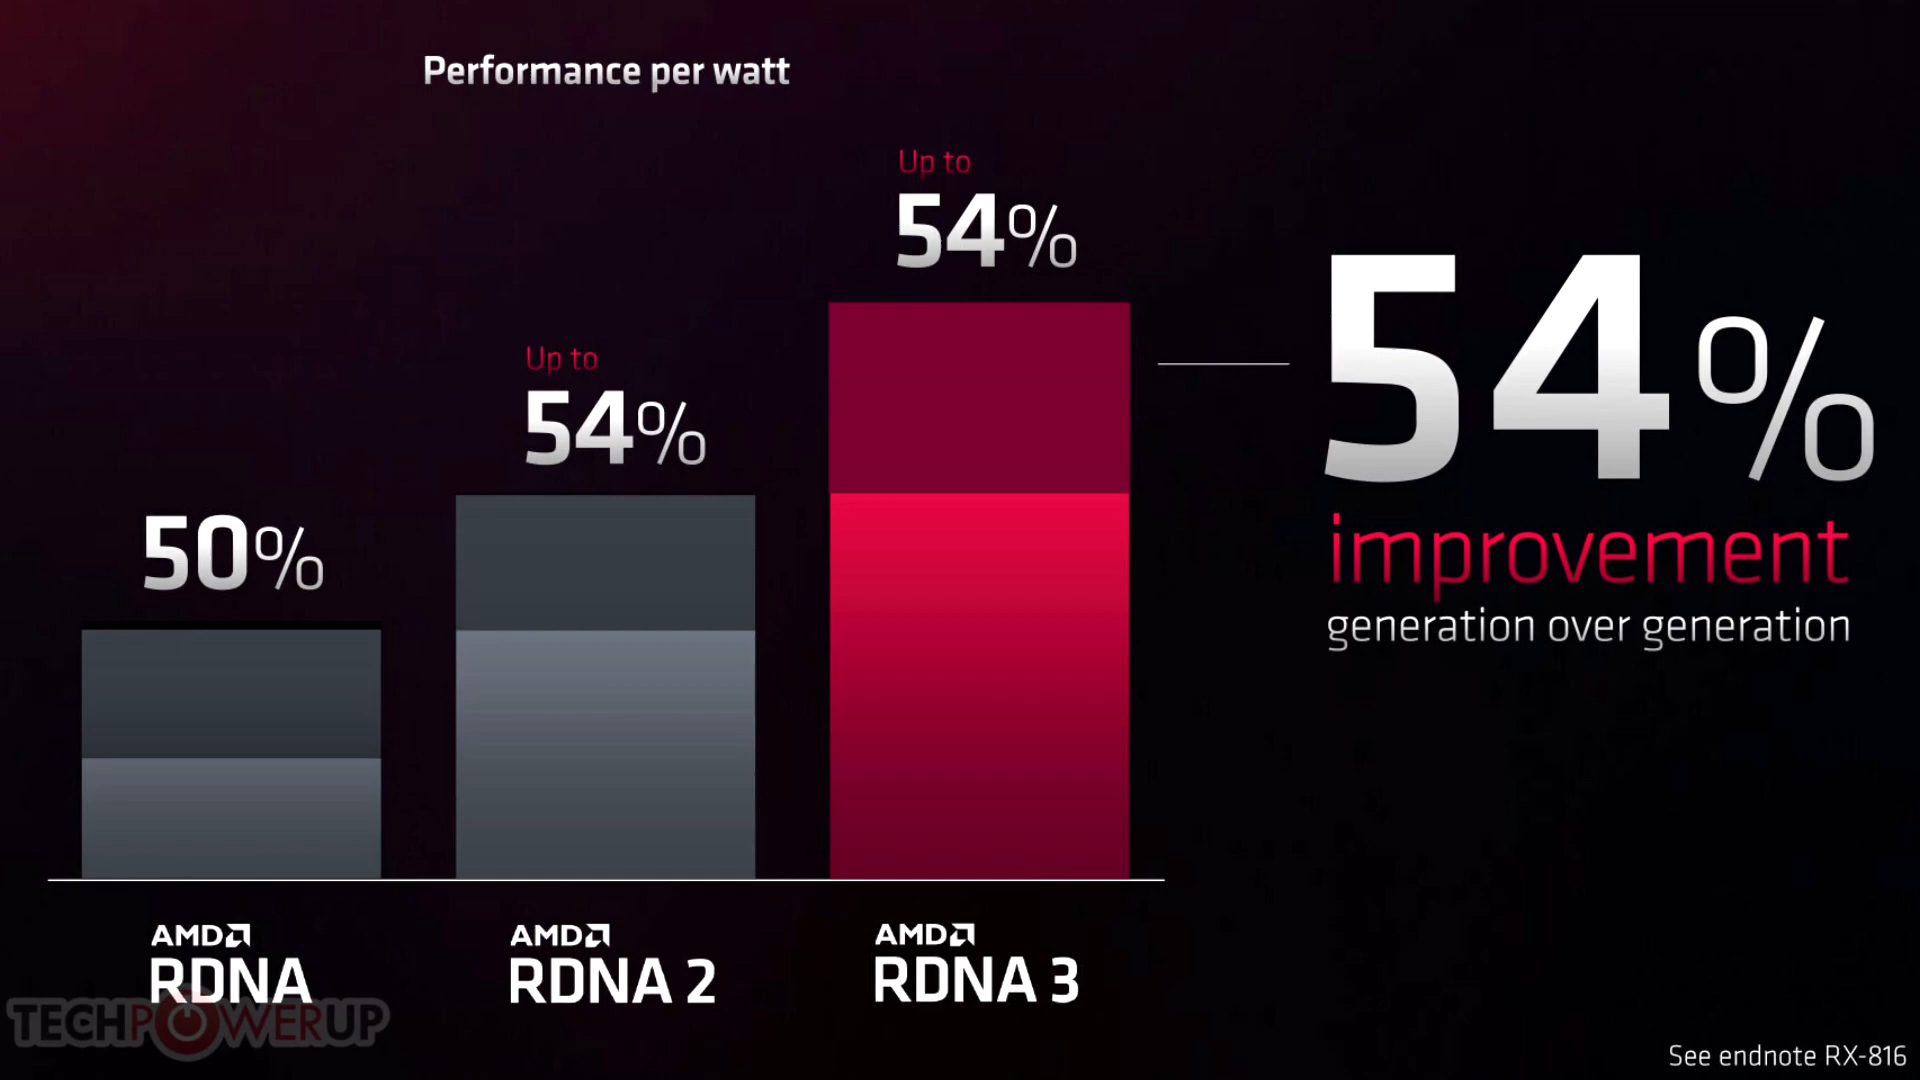 Performance per watt
Up to
54%
Up to
54%
50%
54%
improvement
generation over generation
AMD
RDNA
AMD
RDNA 2
AMD
RDNA 3
TECHPOWERUP
See endnote RX-816